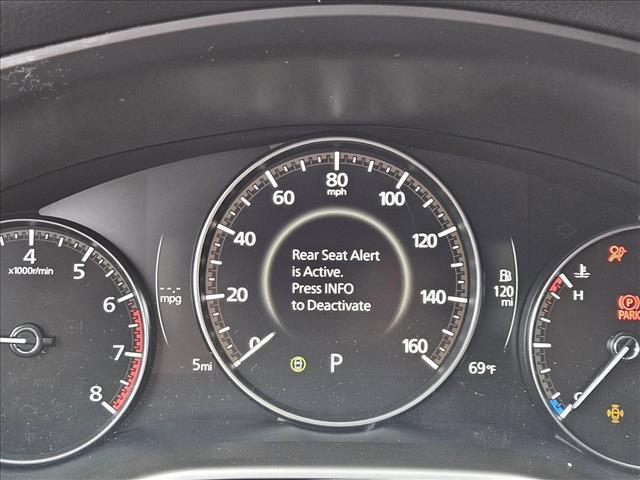 80
mph
60
100
40
120
20
140
0
160
Rear Seat Alert
is Active.
Press INFO
to Deactivate
P
5mi
69°F
4
x1000r/min
5
6
7
8
---.-
mpg
120
mi
H
PARK